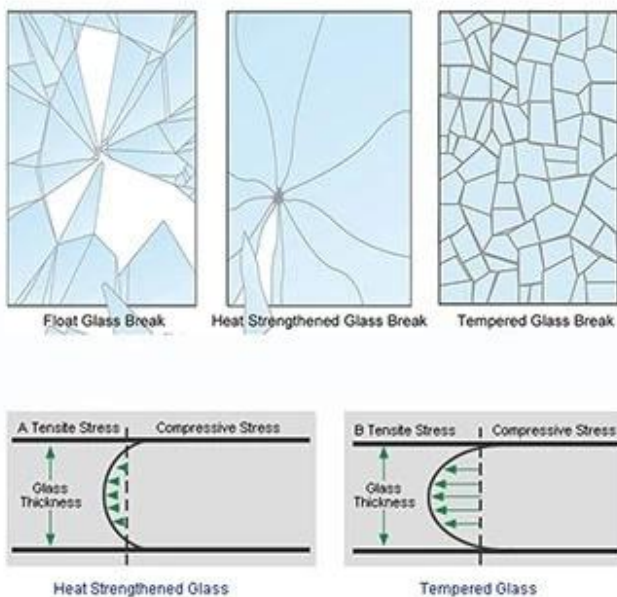 Float Glass Break
Heat Strengthened Glass Break
Tempered Glass Break
A Tensite Stress
Compressive Stress
Glass
Thickness
Heat Strengthened Glass
B Tensite Stress
Compressive Stress
Glass
Thickness
Tempered Glass